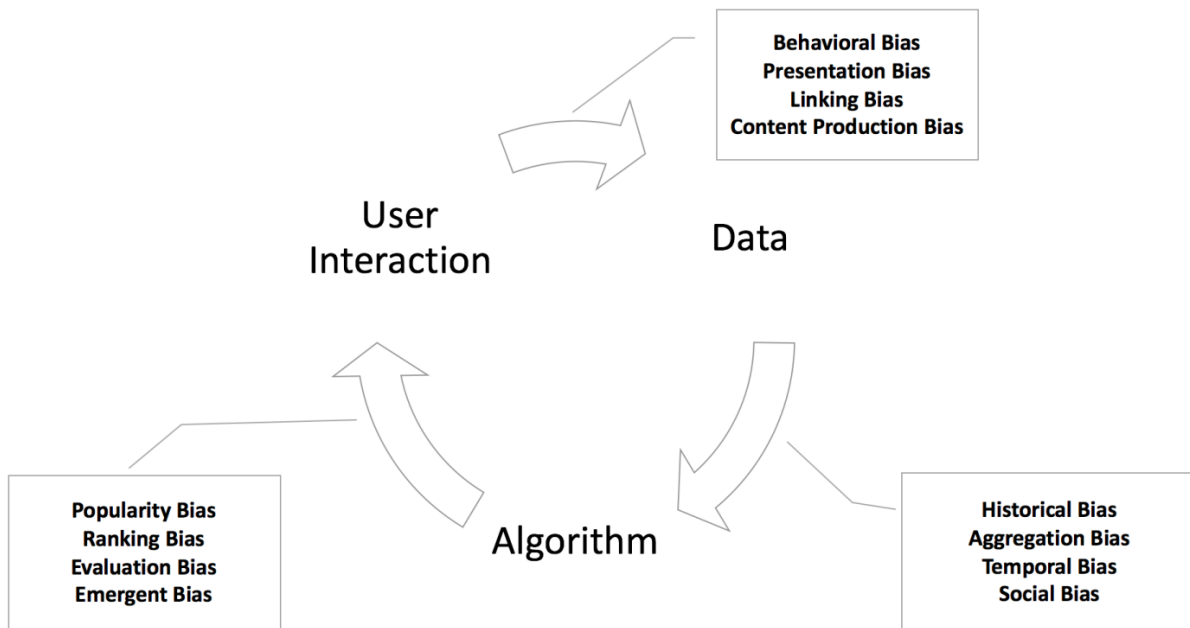 Behavioral Bias
Presentation Bias
Linking Bias
Content Production Bias
User
Interaction
Data
Popularity Bias
Ranking Bias
Evaluation Bias
Emergent Bias
Algorithm
Historical Bias
Aggregation Bias
Temporal Bias
Social Bias